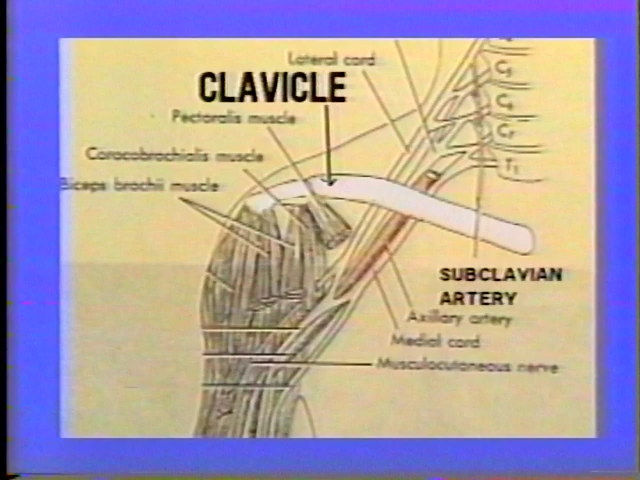 Lateral cord
CLAVICLE
Pectoralis muscle
Coracobrachialis muscle
Biceps brachii muscle
C5
C6
C7
T1
SUBCLAVIAN
ARTERY
Axillary artery
Medial cord
Musculocutaneous nerve